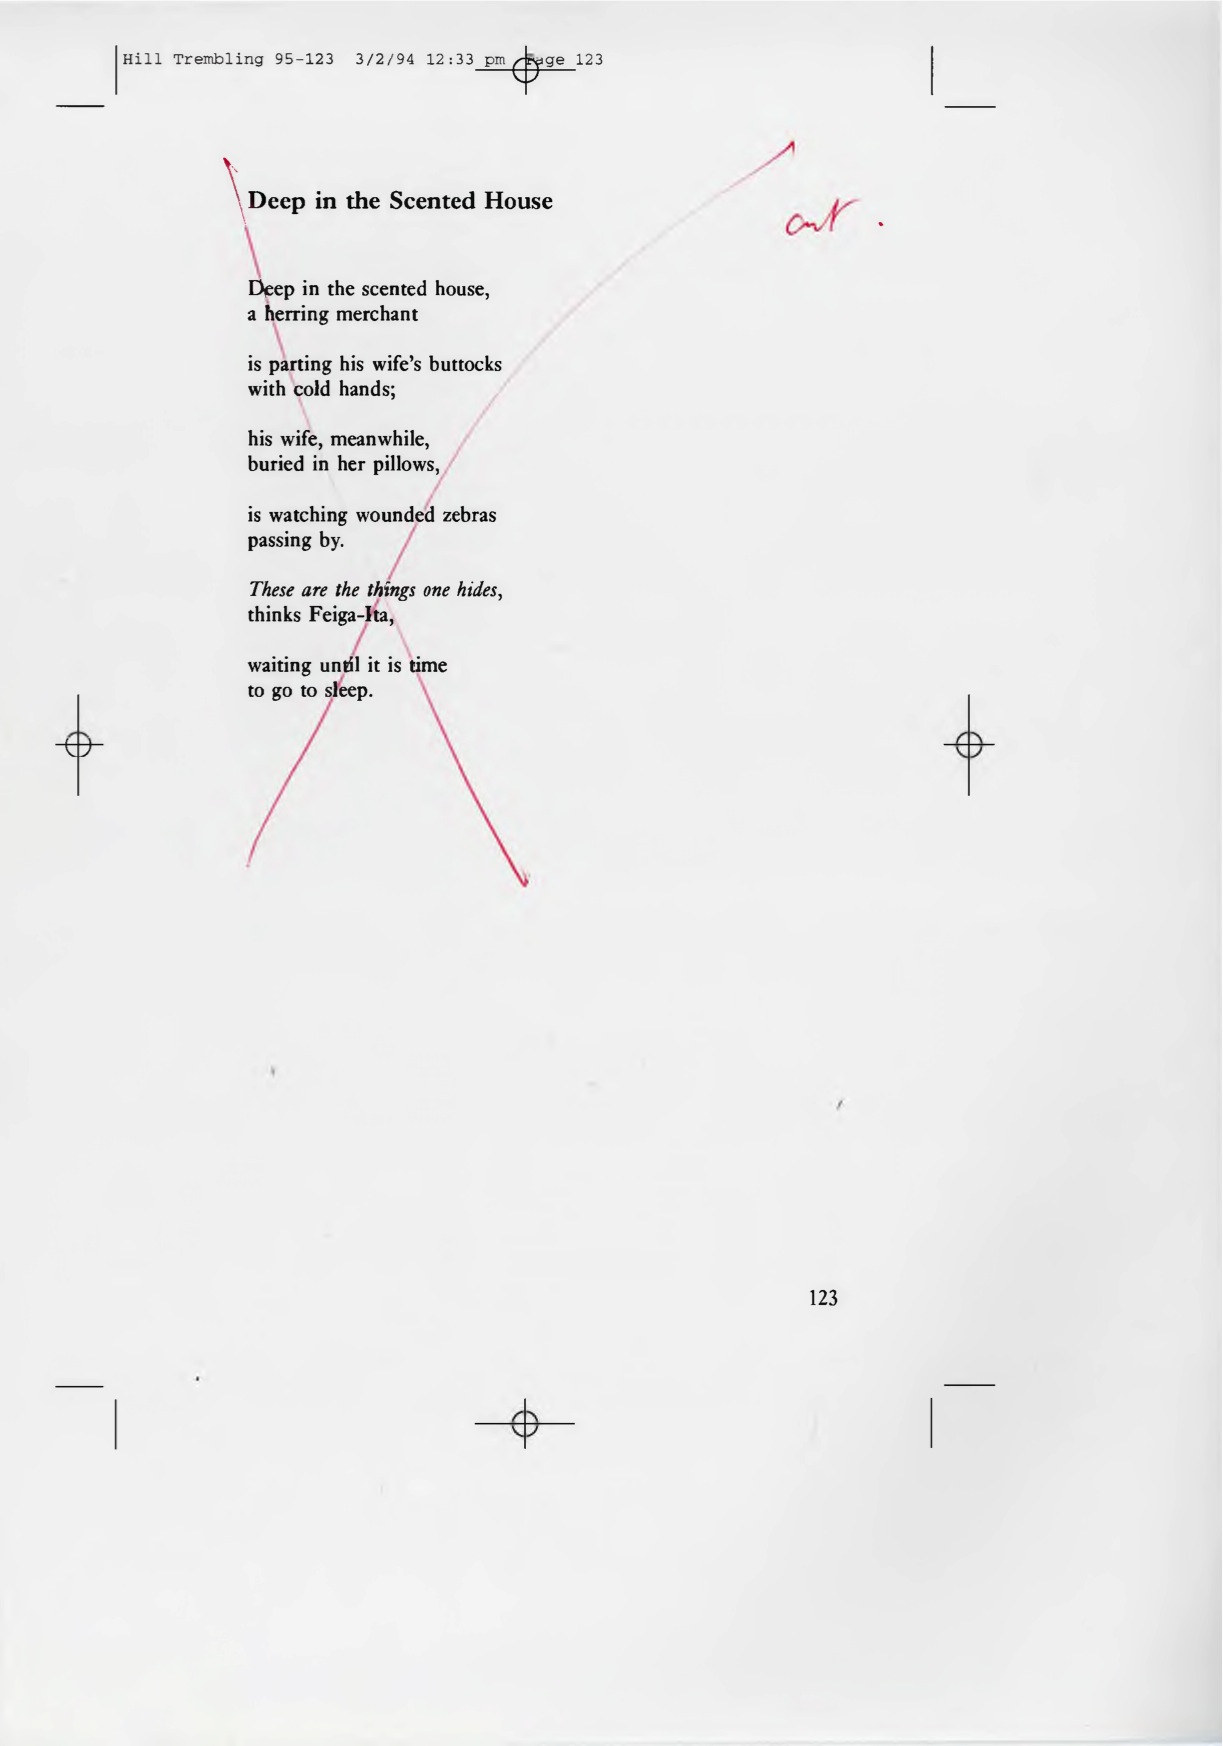 Hill Trembling 95-123 3/2/94 12:33 pm Page 123
Deep in the Scented House
out.
Deep in the scented house,
a herring merchant
is parting his wife's buttocks
with cold hands;
his wife, meanwhile,
buried in her pillows,
is watching wounded zebras
passing by.
These are the things one hides,
thinks Feiga-Ita,
waiting until it is time
to go to sleep.
123